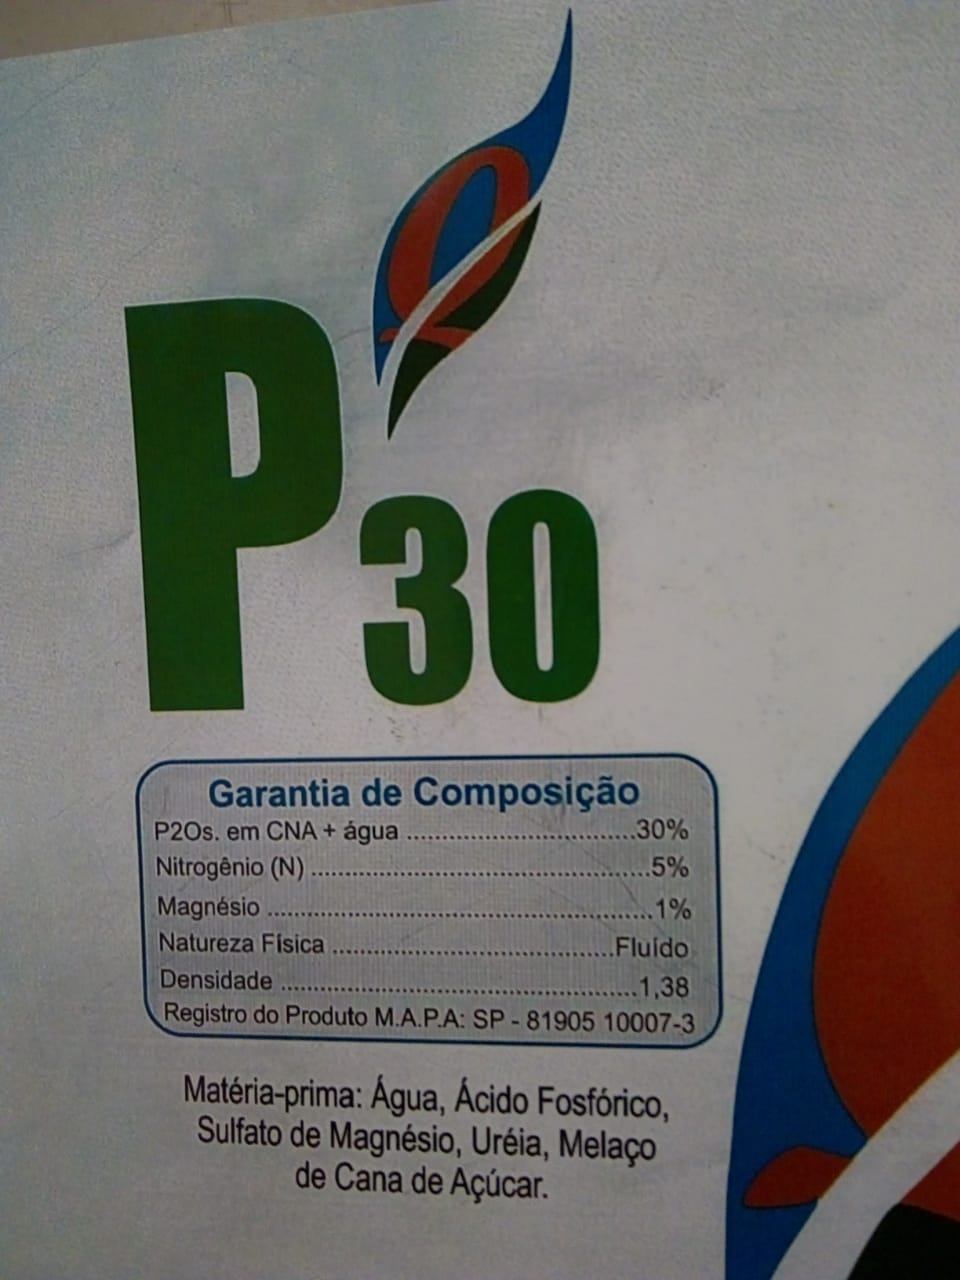 P30
Garantia de Composição
P2Os. em CNA + água ..................................30%
Nitrogênio (N) ..................................................5%
Magnésio .........................................................1%
Natureza Física ..........................................Fluído
Densidade .....................................................1,38
Registro do Produto M.A.P.A: SP - 81905 10007-3
Matéria-prima: Água, Ácido Fosfórico,
Sulfato de Magnésio, Uréia, Melaço
de Cana de Açúcar.